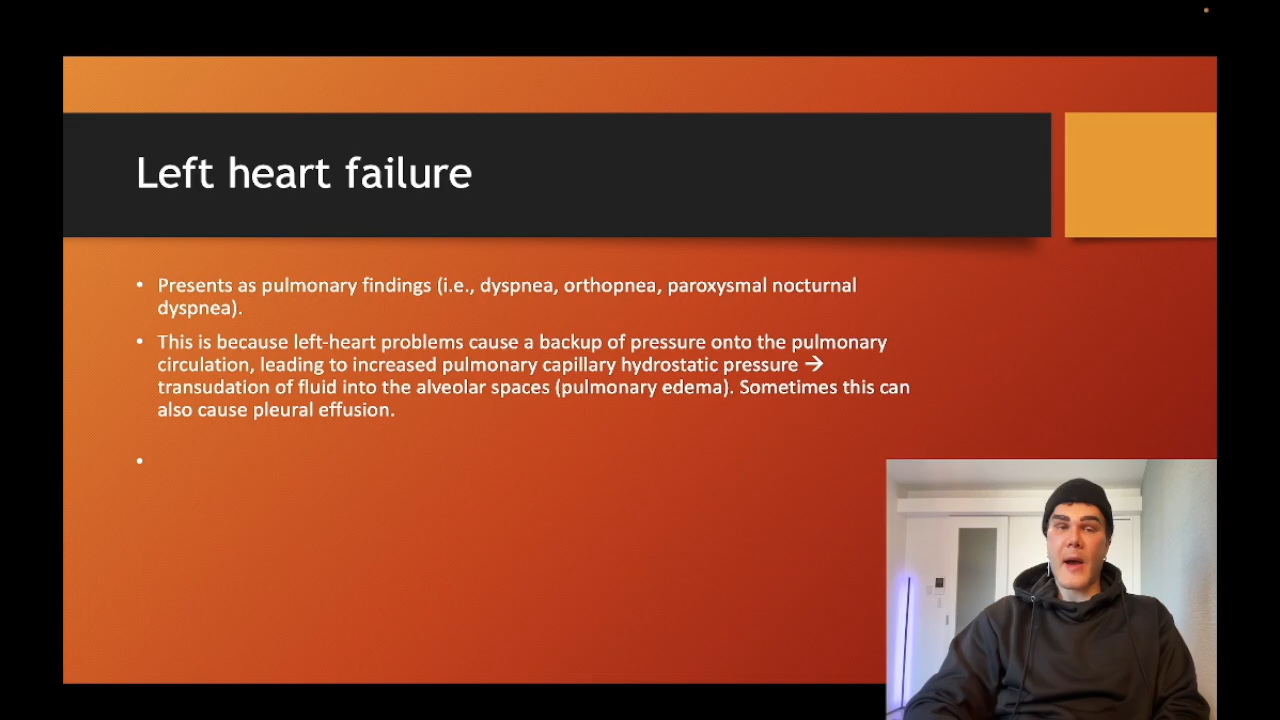 Left heart failure
• Presents as pulmonary findings (i.e., dyspnea, orthopnea, paroxysmal nocturnal
dyspnea).
• This is because left-heart problems cause a backup of pressure onto the pulmonary
circulation, leading to increased pulmonary capillary hydrostatic pressure →
transudation of fluid into the alveolar spaces (pulmonary edema). Sometimes this can
also cause pleural effusion.
•